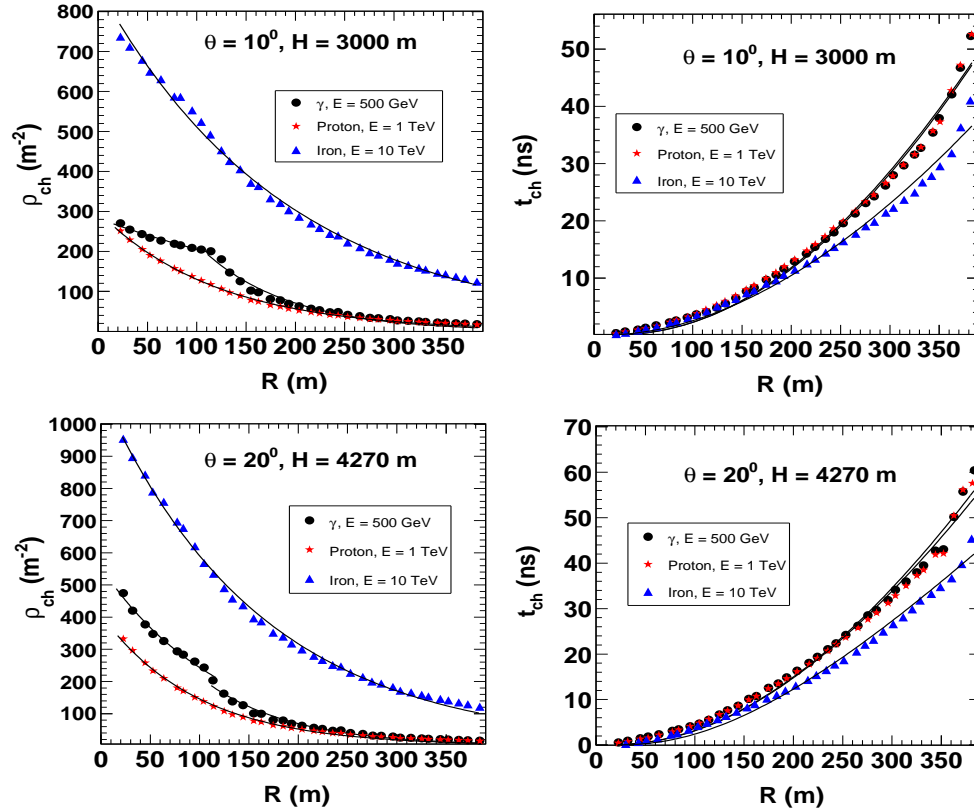 800
700
600
500
400
300
200
100
ρch (m-2)
θ = 10⁰, H = 3000 m
γ, E = 500 GeV
Proton, E = 1 TeV
Iron, E = 10 TeV
0 50 100 150 200 250 300 350
R (m)
50
40
30
20
10
tch (ns)
θ = 10⁰, H = 3000 m
γ, E = 500 GeV
Proton, E = 1 TeV
Iron, E = 10 TeV
0 50 100 150 200 250 300 350
R (m)
1000
900
800
700
600
500
400
300
200
100
ρch (m-2)
θ = 20⁰, H = 4270 m
γ, E = 500 GeV
Proton, E = 1 TeV
Iron, E = 10 TeV
0 50 100 150 200 250 300 350
R (m)
70
60
50
40
30
20
10
0
tch (ns)
θ = 20⁰, H = 4270 m
γ, E = 500 GeV
Proton, E = 1 TeV
Iron, E = 10 TeV
0 50 100 150 200 250 300 350
R (m)